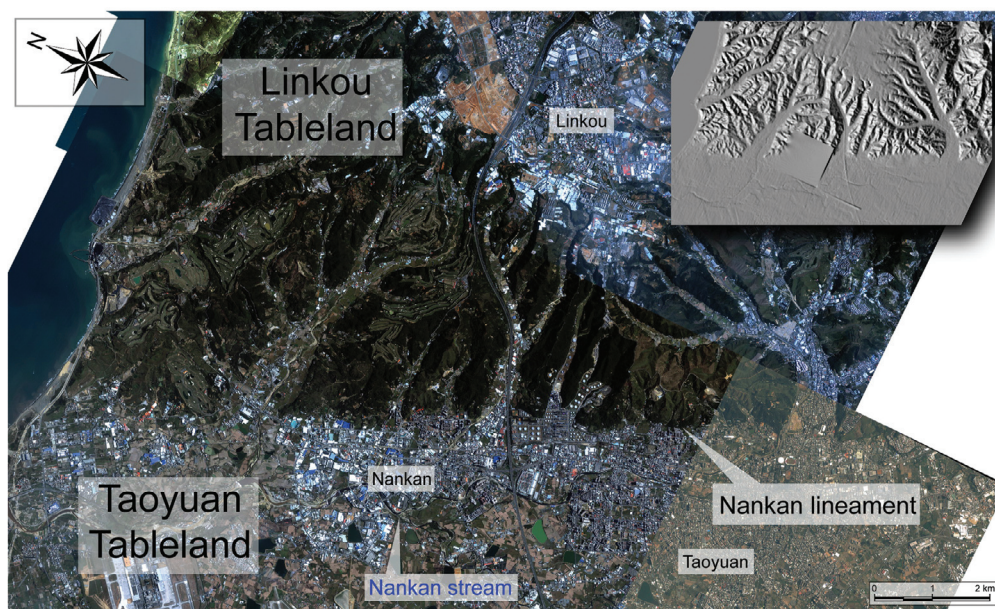 N
Linkou
Tableland
Linkou
Nankan
Nankan lineament
Taoyuan
Tableland
Taoyuan
Nankan stream
0 1 2 km